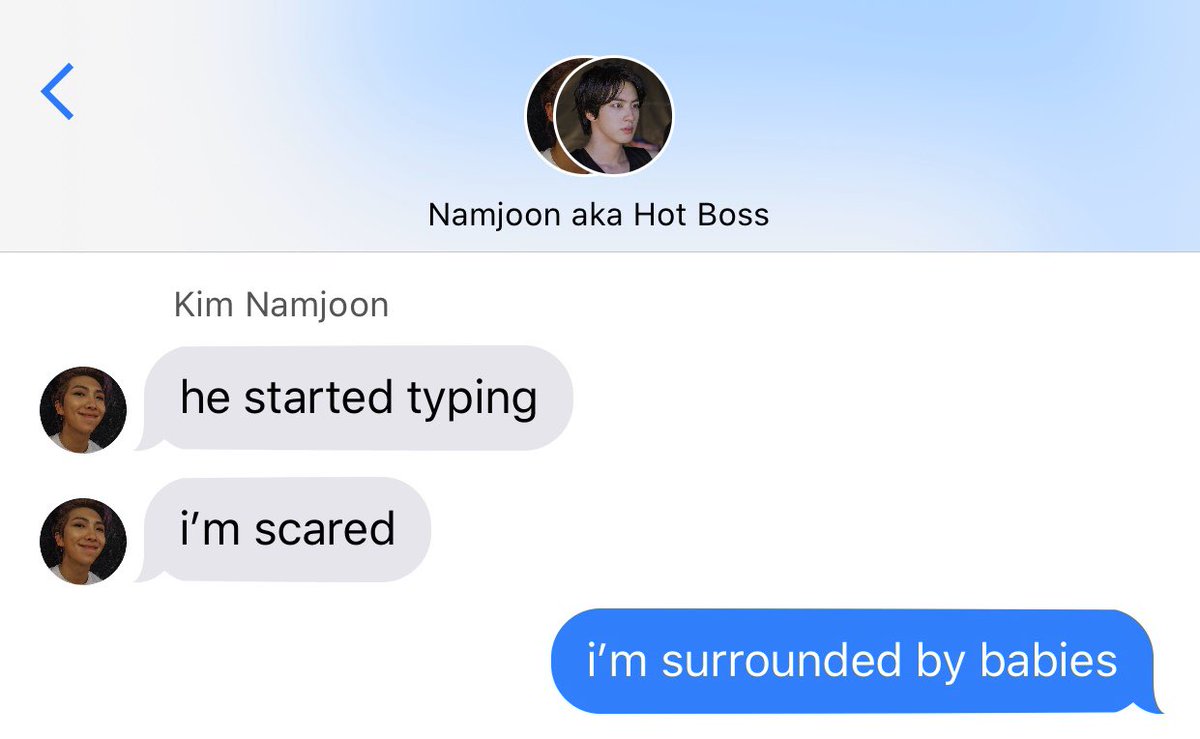 Namjoon aka Hot Boss
Kim Namjoon
he started typing
i’m scared
i’m surrounded by babies